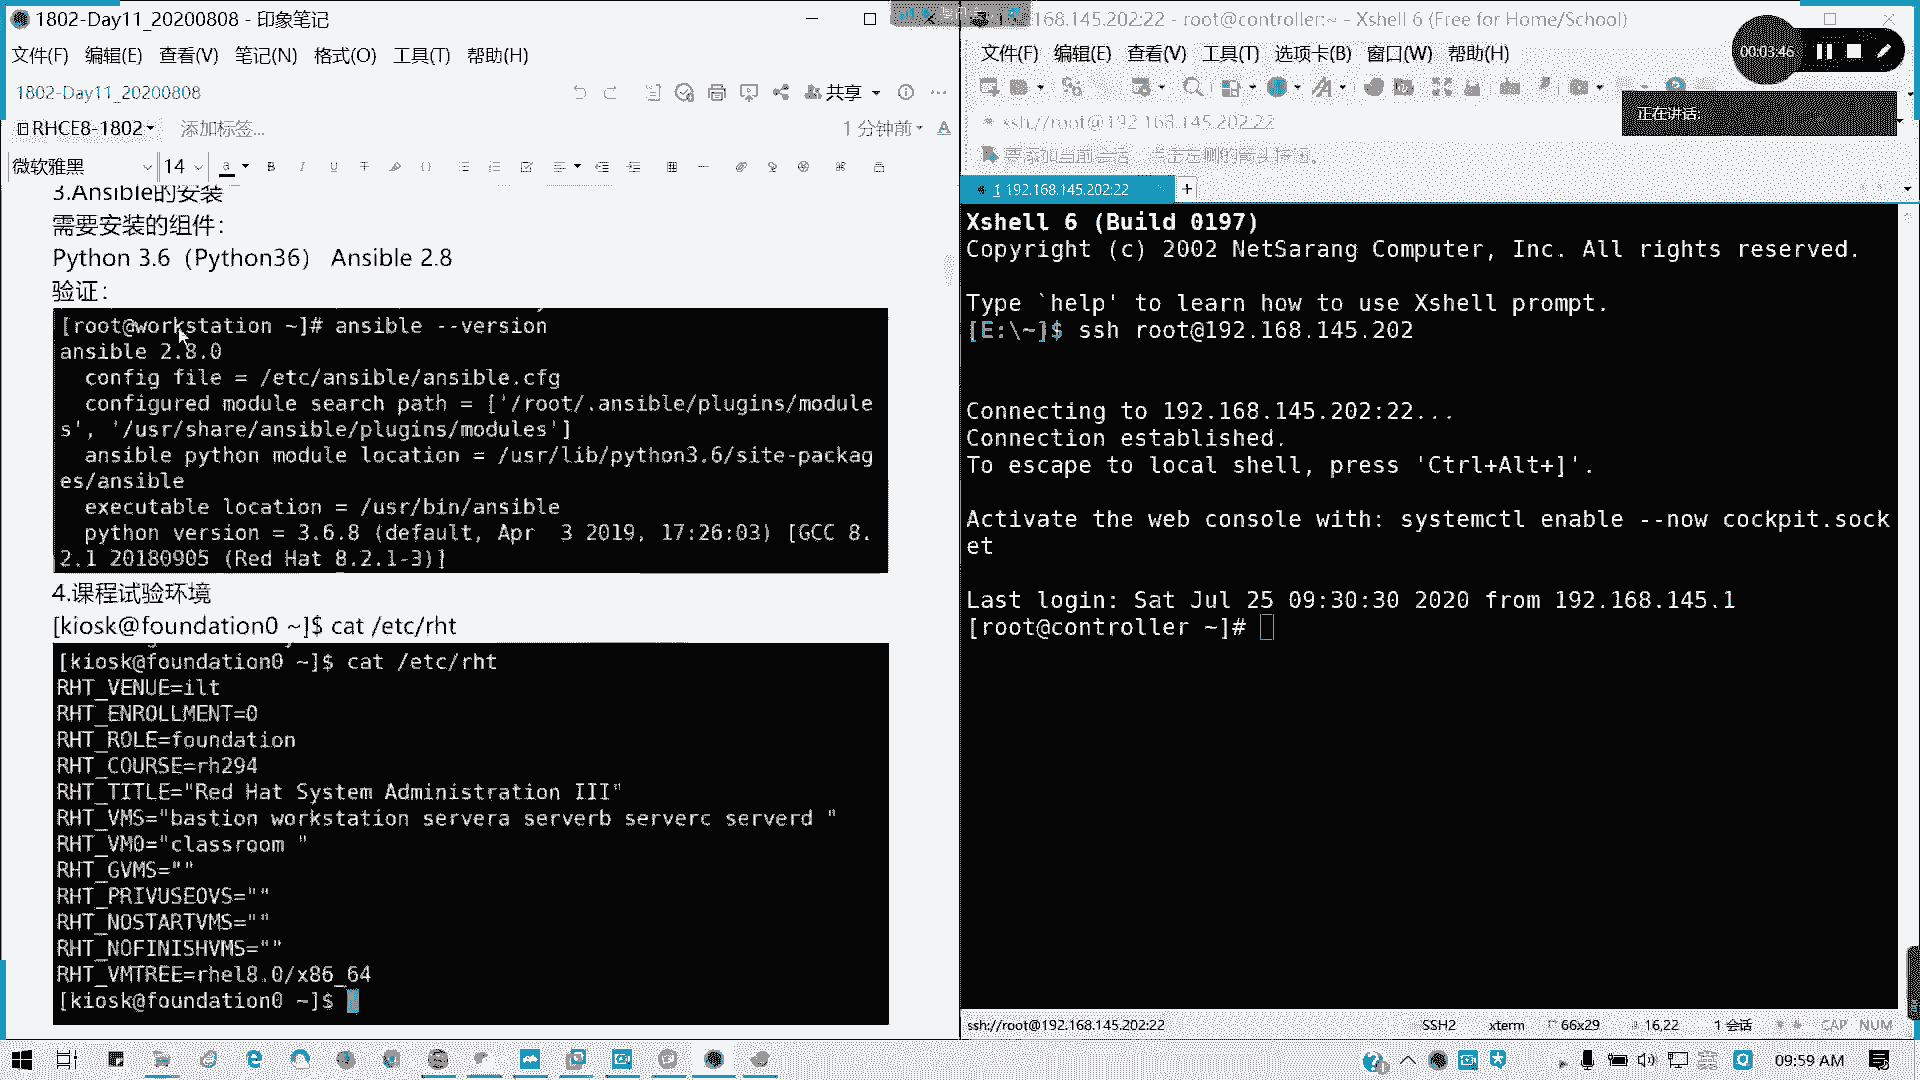 1802-Day11_20200808 - 印象笔记
文件(F) 编辑(E) 查看(V) 笔记(N) 格式(O) 工具(T) 帮助(H)
1802-Day11_20200808
共享
RHCE8-1802
添加标签...
1 分钟前
微软雅黑
14
3.Ansible的安装
需要安装的组件：
Python 3.6（Python36） Ansible 2.8
验证：
[root@workstation ~]# ansible --version
ansible 2.8.0
config file = /etc/ansible/ansible.cfg
configured module search path = ['/root/.ansible/plugins/module
s', '/usr/share/ansible/plugins/modules']
ansible python module location = /usr/lib/python3.6/site-packag
es/ansible
executable location = /usr/bin/ansible
python version = 3.6.8 (default, Apr  3 2019, 17:26:03) [GCC 8.
2.1 20180905 (Red Hat 8.2.1-3)]
4.课程试验环境
[kiosk@foundation0 ~]$ cat /etc/rht
[kiosk@foundation0 ~]$ cat /etc/rht
RHT_VENUE=ilt
RHT_ENROLLMENT=0
RHT_ROLE=foundation
RHT_COURSE=rh294
RHT_TITLE="Red Hat System Administration III"
RHT_VMS="bastion workstation servera serverb serverc serverd "
RHT_VM0="classroom "
RHT_GVMS=""
RHT_PRIVUSEOVS=""
RHT_NOSTARTVMS=""
RHT_NOFINISHVMS=""
RHT_VMTREE=rhel8.0/x86_64
[kiosk@foundation0 ~]$
168.145.202:22 - root@controller:~ - Xshell 6 (Free for Home/School)
文件(F) 编辑(E) 查看(V) 工具(T) 选项卡(B) 窗口(W) 帮助(H)
00:03:46
正在讲话:
ssh://root@192.168.145.202:22
要添加当前会话，点击左侧的箭头按钮。
1 192.168.145.202:22
Xshell 6 (Build 0197)
Copyright (c) 2002 NetSarang Computer, Inc. All rights reserved.
Type `help' to learn how to use Xshell prompt.
[E:\~]$ ssh root@192.168.145.202
Connecting to 192.168.145.202:22...
Connection established.
To escape to local shell, press 'Ctrl+Alt+]'.
Activate the web console with: systemctl enable --now cockpit.sock
et
Last login: Sat Jul 25 09:30:30 2020 from 192.168.145.1
[root@controller ~]#
ssh://root@192.168.145.202:22
SSH2
xterm
66x29
16,22
1 会话
CAP
NUM
英
09:59 AM